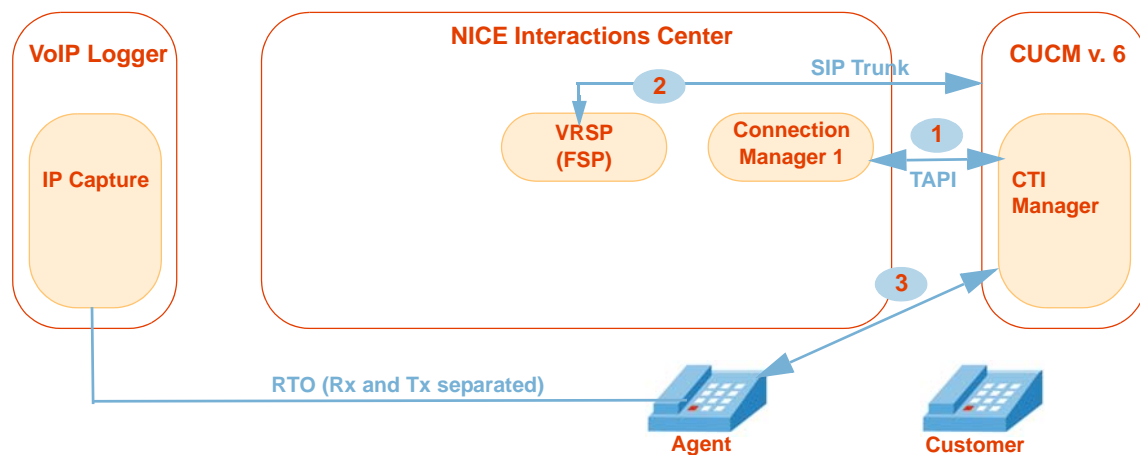 NICE Interactions Center
VoIP Logger
CUCM v. 6
SIP Trunk
2
VRSP
(FSP)
Connection
Manager 1
1
TAPI
IP Capture
CTI
Manager
3
RTO (Rx and Tx separated)
Agent
Customer